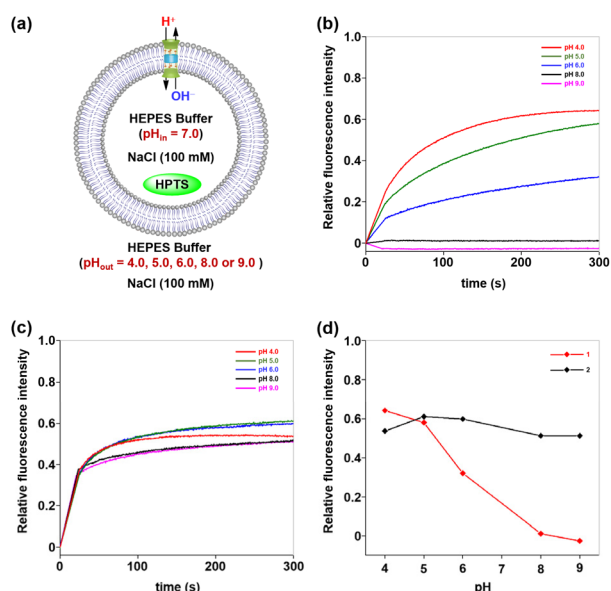 (a)
H⁺
OH⁻
HEPES Buffer
(pHin = 7.0)
NaCl (100 mM)
HPTS
HEPES Buffer
(pHout = 4.0, 5.0, 6.0, 8.0 or 9.0 )
NaCl (100 mM)
(b)
Relative fluorescence intensity
1.0
0.8
0.6
0.4
0.2
0
0
100
200
300
time (s)
pH 4.0
pH 5.0
pH 6.0
pH 8.0
pH 9.0
(c)
Relative fluorescence intensity
1.0
0.8
0.6
0.4
0.2
0
0
100
200
300
time (s)
pH 4.0
pH 5.0
pH 6.0
pH 8.0
pH 9.0
(d)
Relative fluorescence intensity
1.0
0.8
0.6
0.4
0.2
0
4
5
6
7
8
9
pH
1
2